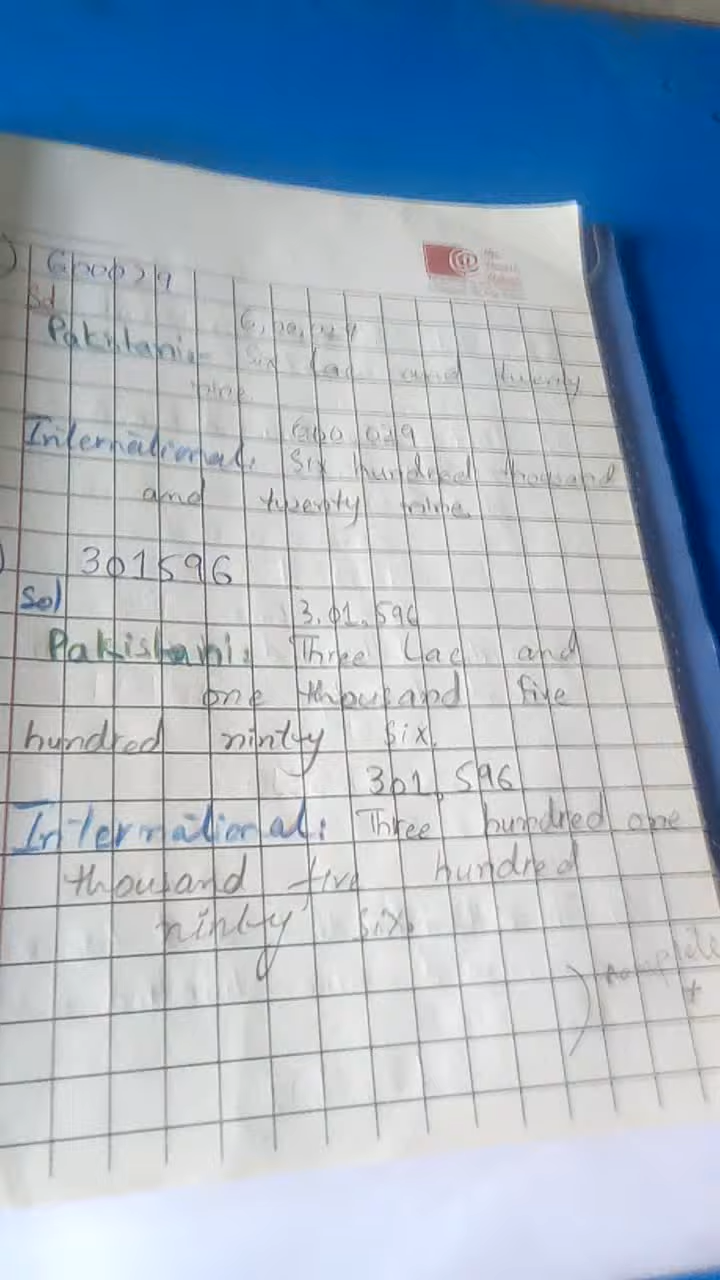 600029
Sol
6,00,029
Pakistani:- Six Lac and twenty
nine
International: 600,029
Six hundred thousand
and twenty nine
301596
Sol
3,01,596
Pakistani: Three Lac and
one thousand five
hundred ninty six.
301,596
International: Three hundred one
thousand five hundred
ninty six.